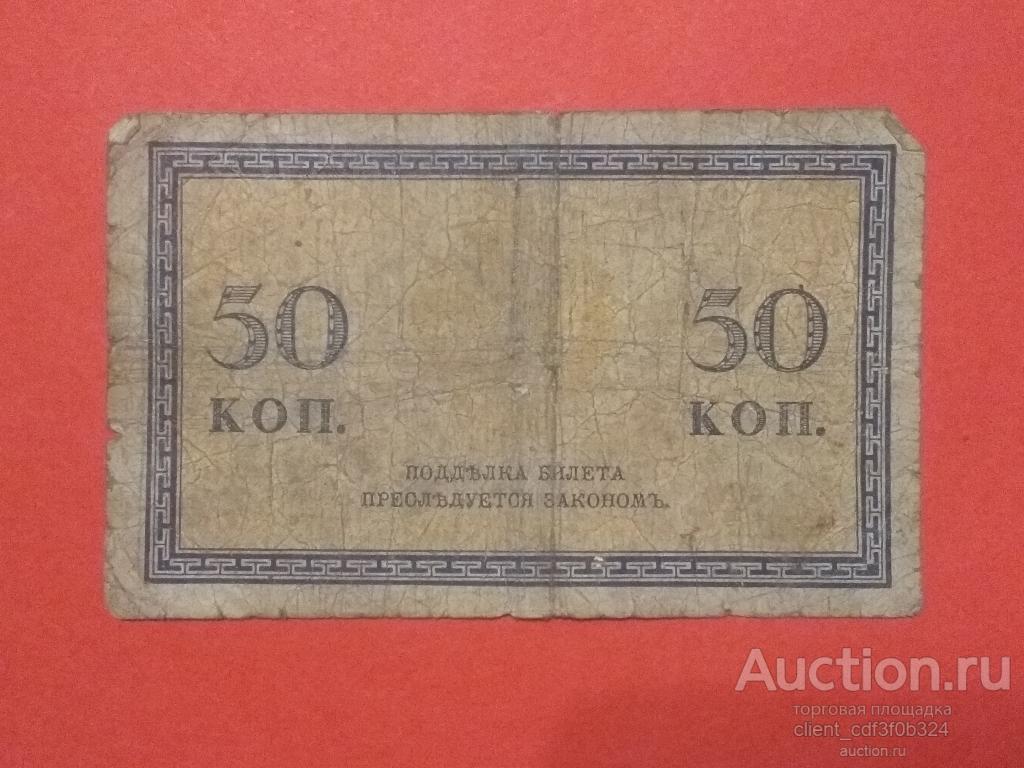 50 50
КОП. КОП.
ПОДДѢЛКА БИЛЕТА
ПРЕСЛѢДУЕТСЯ ЗАКОНОМЪ.
Auction.ru
торговая площадка
client_cdf3f0b324
auction.ru